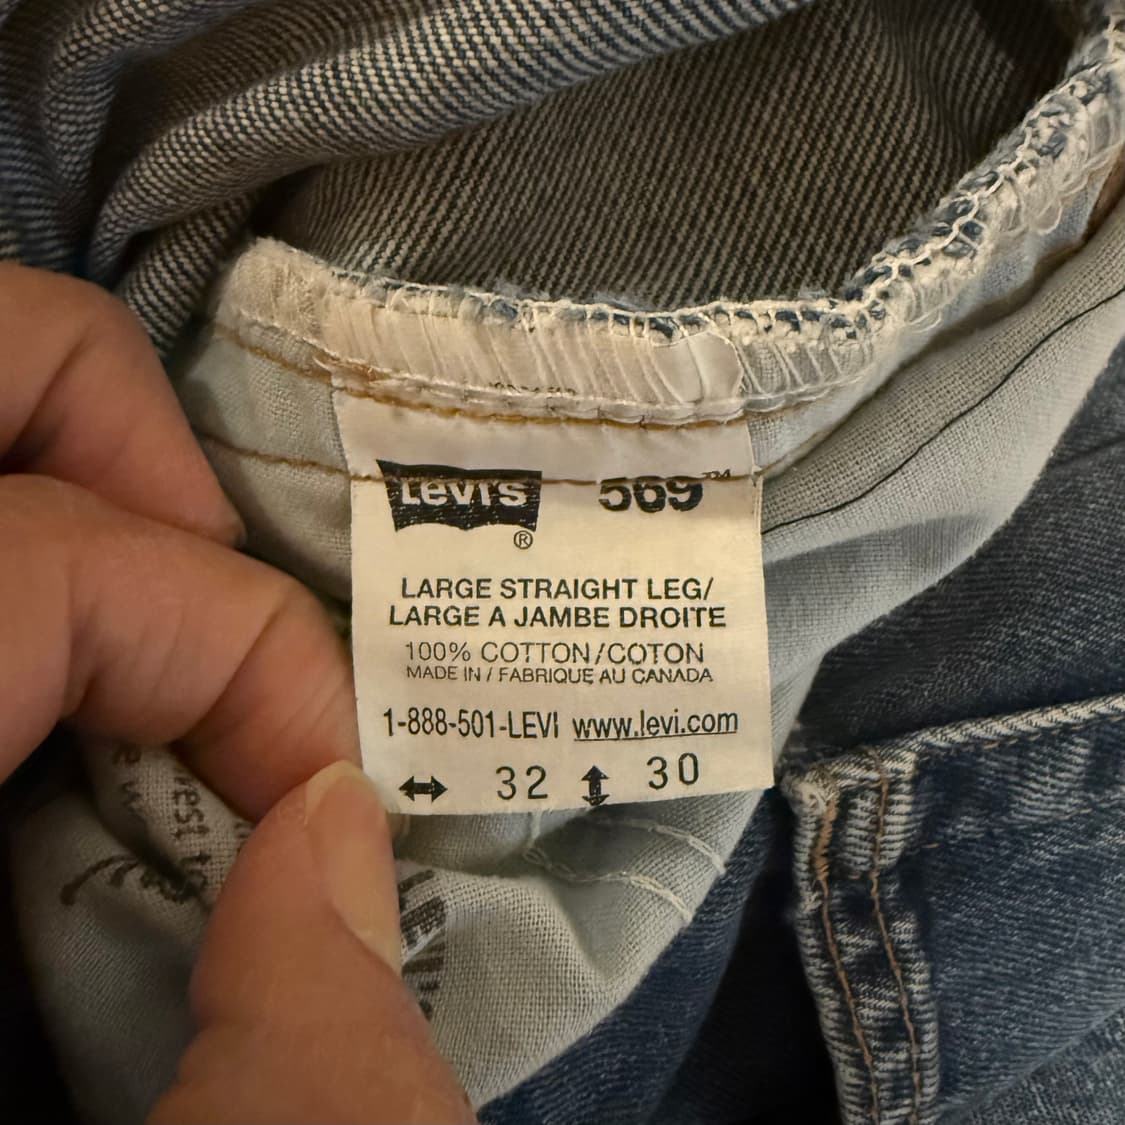 Levi's 569™
®
LARGE STRAIGHT LEG/
LARGE A JAMBE DROITE
100% COTTON/COTON
MADE IN / FABRIQUE AU CANADA
1-888-501-LEVI www.levi.com
↔ 32 ↕ 30